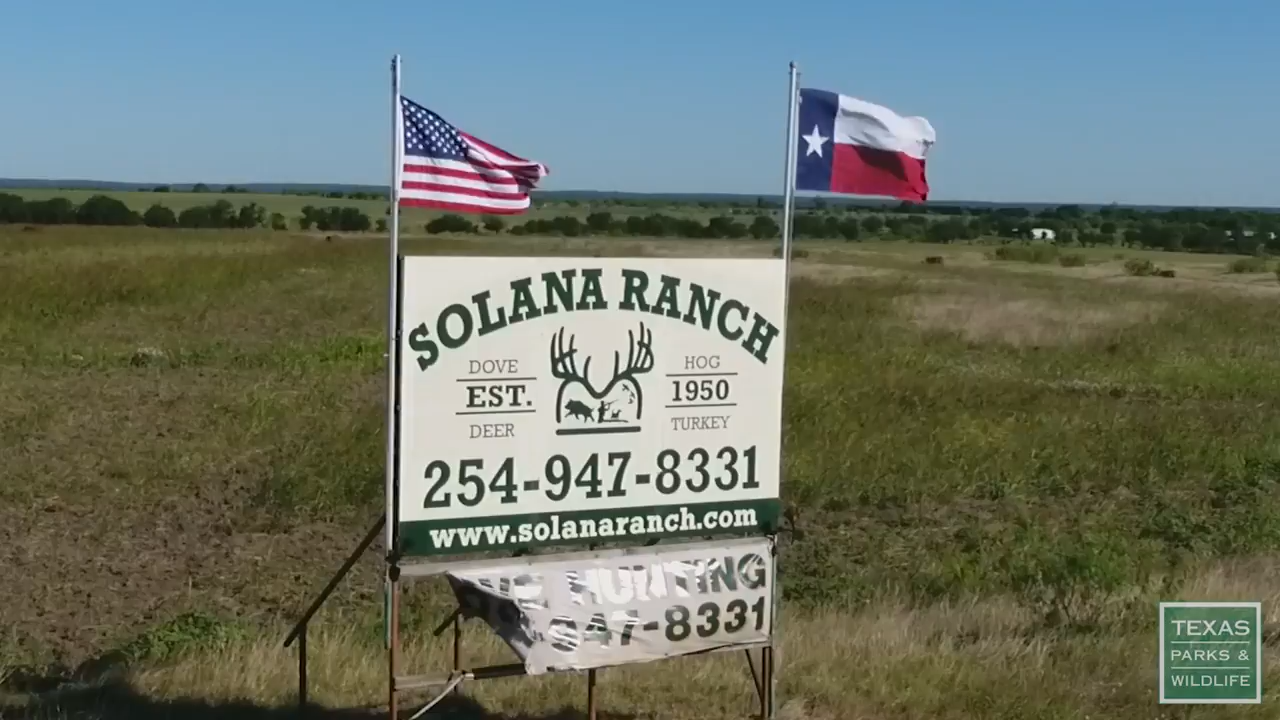 SOLANA RANCH
DOVE
EST.
DEER
HOG
1950
TURKEY
254-947-8331
www.solanaranch.com
HUNTING
947-8331
TEXAS
PARKS &
WILDLIFE